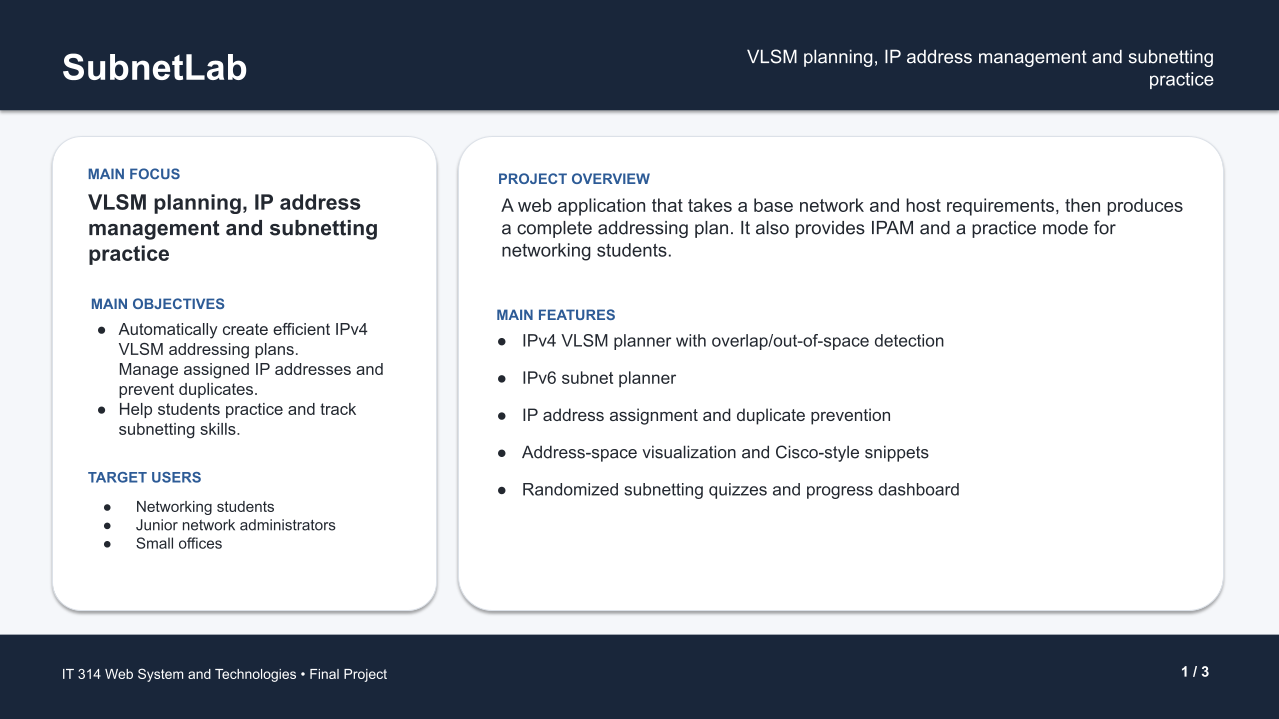 SubnetLab
VLSM planning, IP address management and subnetting
practice
MAIN FOCUS
VLSM planning, IP address
management and subnetting
practice
MAIN OBJECTIVES
● Automatically create efficient IPv4
VLSM addressing plans.
Manage assigned IP addresses and
prevent duplicates.
● Help students practice and track
subnetting skills.
TARGET USERS
● Networking students
● Junior network administrators
● Small offices
PROJECT OVERVIEW
A web application that takes a base network and host requirements, then produces
a complete addressing plan. It also provides IPAM and a practice mode for
networking students.
MAIN FEATURES
● IPv4 VLSM planner with overlap/out-of-space detection
● IPv6 subnet planner
● IP address assignment and duplicate prevention
● Address-space visualization and Cisco-style snippets
● Randomized subnetting quizzes and progress dashboard
IT 314 Web System and Technologies • Final Project
1 / 3